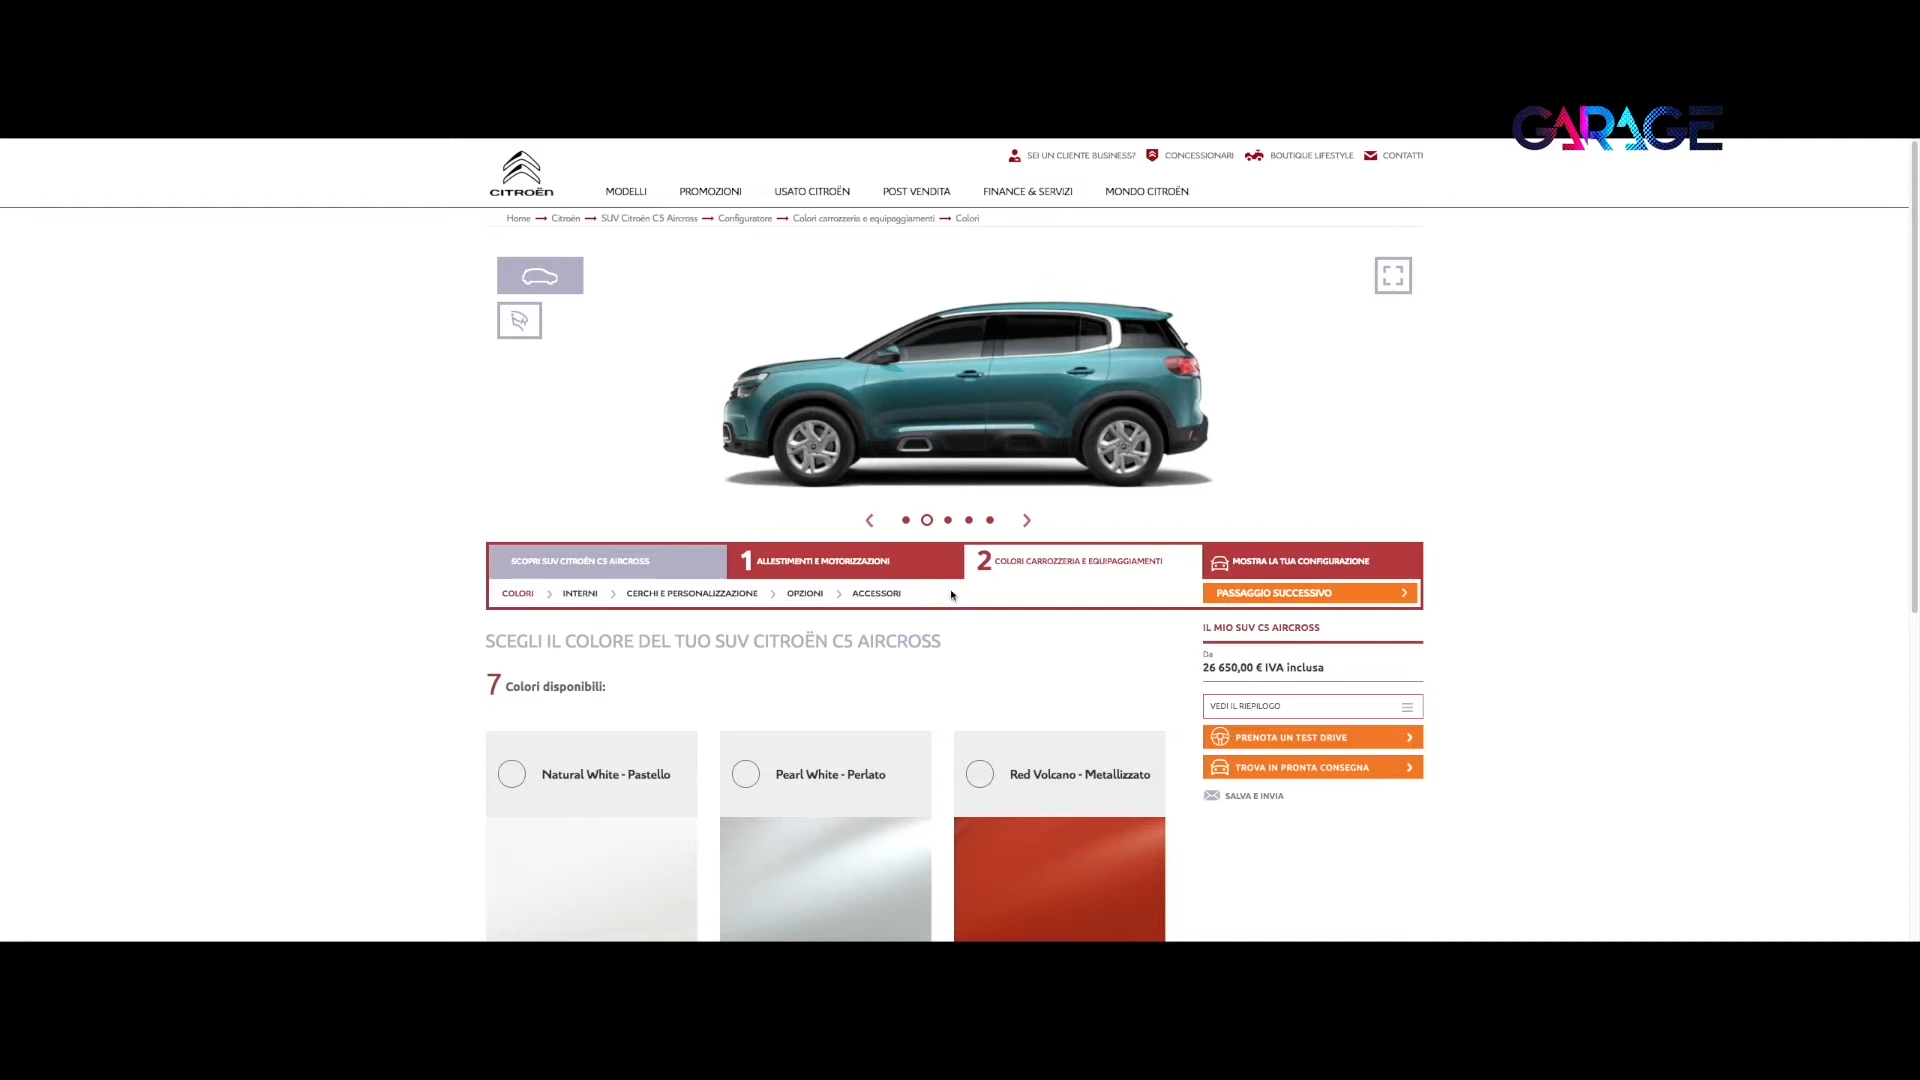 GARAGE
SEI UN CLIENTE BUSINESS? CONCESSIONARI BOUTIQUE LIFESTYLE CONTATTI
CITROËN
MODELLI PROMOZIONI USATO CITROËN POST VENDITA FINANCE & SERVIZI MONDO CITROËN
Home Citroën SUV Citroën C5 Aircross Configuratore Colori carrozzeria e equipaggiamenti Colori
SCOPRI SUV CITROËN C5 AIRCROSS 1 ALLESTIMENTI E MOTORIZZAZIONI 2 COLORI CARROZZERIA E EQUIPAGGIAMENTI MOSTRA LA TUA CONFIGURAZIONE
COLORI INTERNI CERCHI E PERSONALIZZAZIONE OPZIONI ACCESSORI PASSAGGIO SUCCESSIVO
SCEGLI IL COLORE DEL TUO SUV CITROËN C5 AIRCROSS
7 Colori disponibili:
Natural White - Pastello Pearl White - Perlato Red Volcano - Metallizzato
IL MIO SUV C5 AIRCROSS
Da
26 650,00 € IVA inclusa
VEDI IL RIEPILOGO
PRENOTA UN TEST DRIVE
TROVA IN PRONTA CONSEGNA
SALVA E INVIA